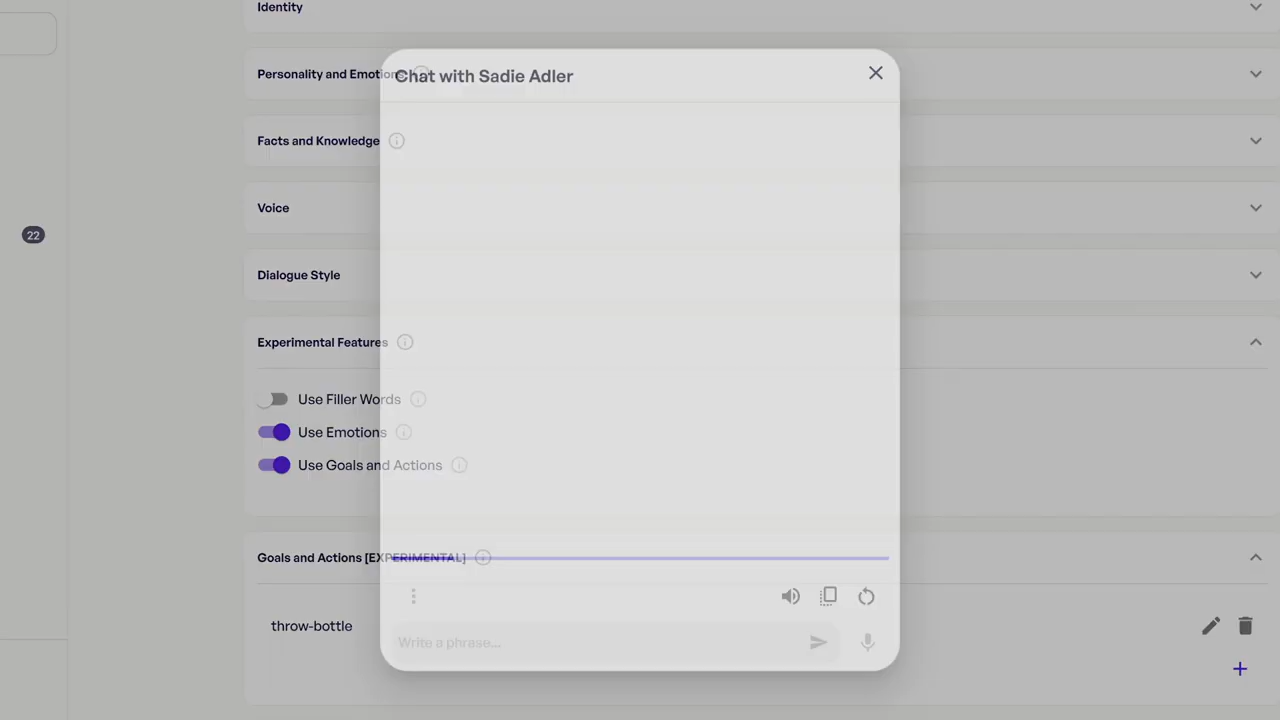 Identity
Chat with Sadie Adler
Personality and Emotions
Facts and Knowledge
Voice
22
Dialogue Style
Experimental Features
Use Filler Words
Use Emotions
Use Goals and Actions
Goals and Actions [EXPERIMENTAL]
throw-bottle
Write a phrase...